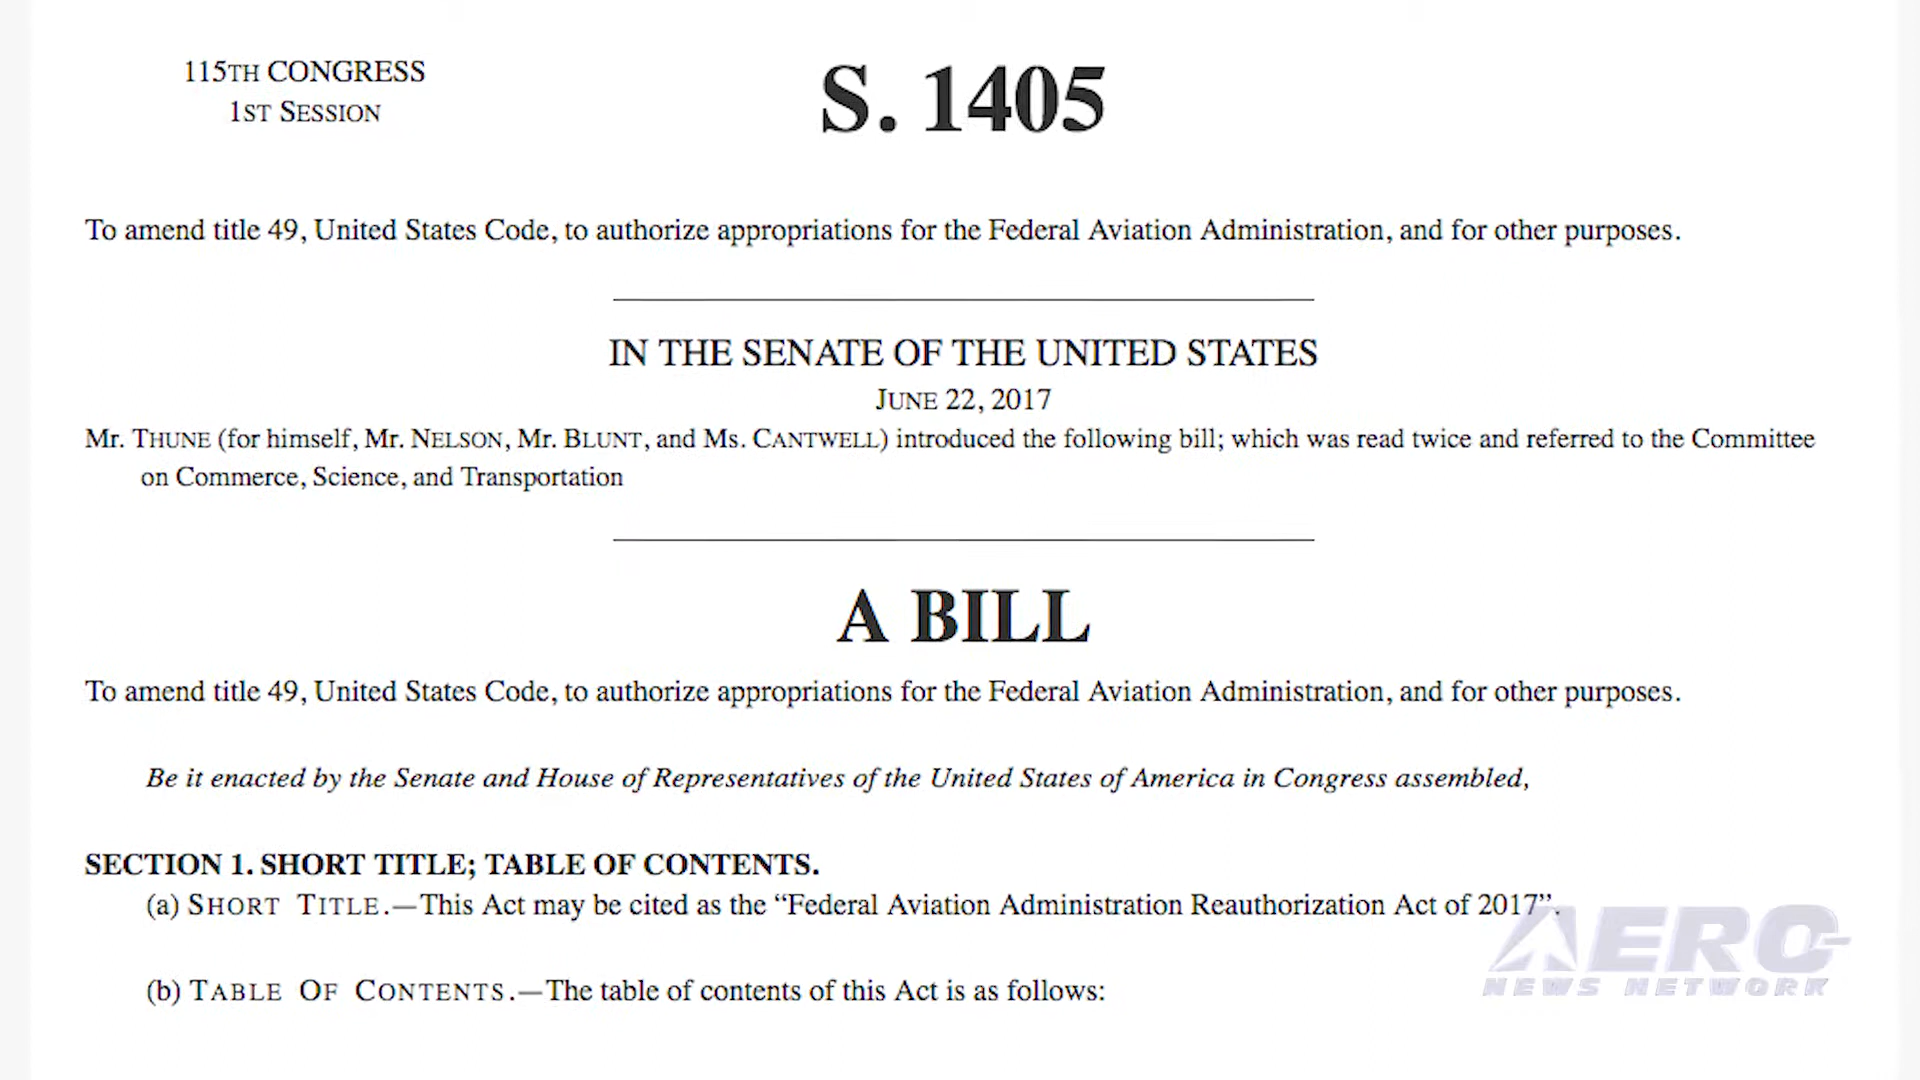 115TH CONGRESS
1ST SESSION
S. 1405
To amend title 49, United States Code, to authorize appropriations for the Federal Aviation Administration, and for other purposes.
IN THE SENATE OF THE UNITED STATES
JUNE 22, 2017
Mr. THUNE (for himself, Mr. NELSON, Mr. BLUNT, and Ms. CANTWELL) introduced the following bill; which was read twice and referred to the Committee
on Commerce, Science, and Transportation
A BILL
To amend title 49, United States Code, to authorize appropriations for the Federal Aviation Administration, and for other purposes.
Be it enacted by the Senate and House of Representatives of the United States of America in Congress assembled,
SECTION 1. SHORT TITLE; TABLE OF CONTENTS.
(a) SHORT TITLE.—This Act may be cited as the “Federal Aviation Administration Reauthorization Act of 2017”.
(b) TABLE OF CONTENTS.—The table of contents of this Act is as follows:
AERO-
NEWS NETWORK